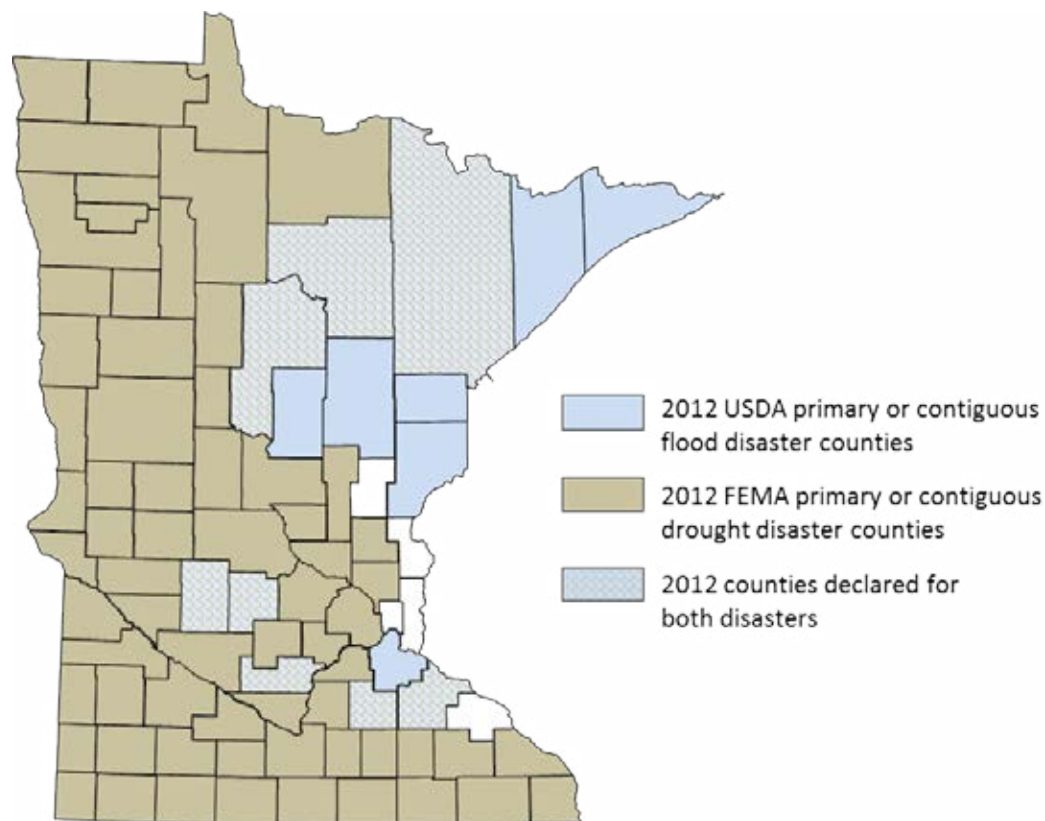 2012 USDA primary or contiguous
flood disaster counties
2012 FEMA primary or contiguous
drought disaster counties
2012 counties declared for
both disasters